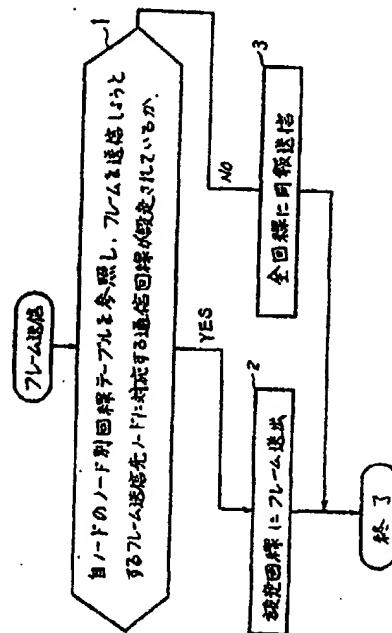 フレーム送信
1
自ノードのノード別回線テーブルを参照し、フレームを送信しようと
するフレーム送信先ノードに対応する通信回線が設定されているか.
YES
NO
2
設定回線にフレーム送出
3
全回線に同報送信
終了